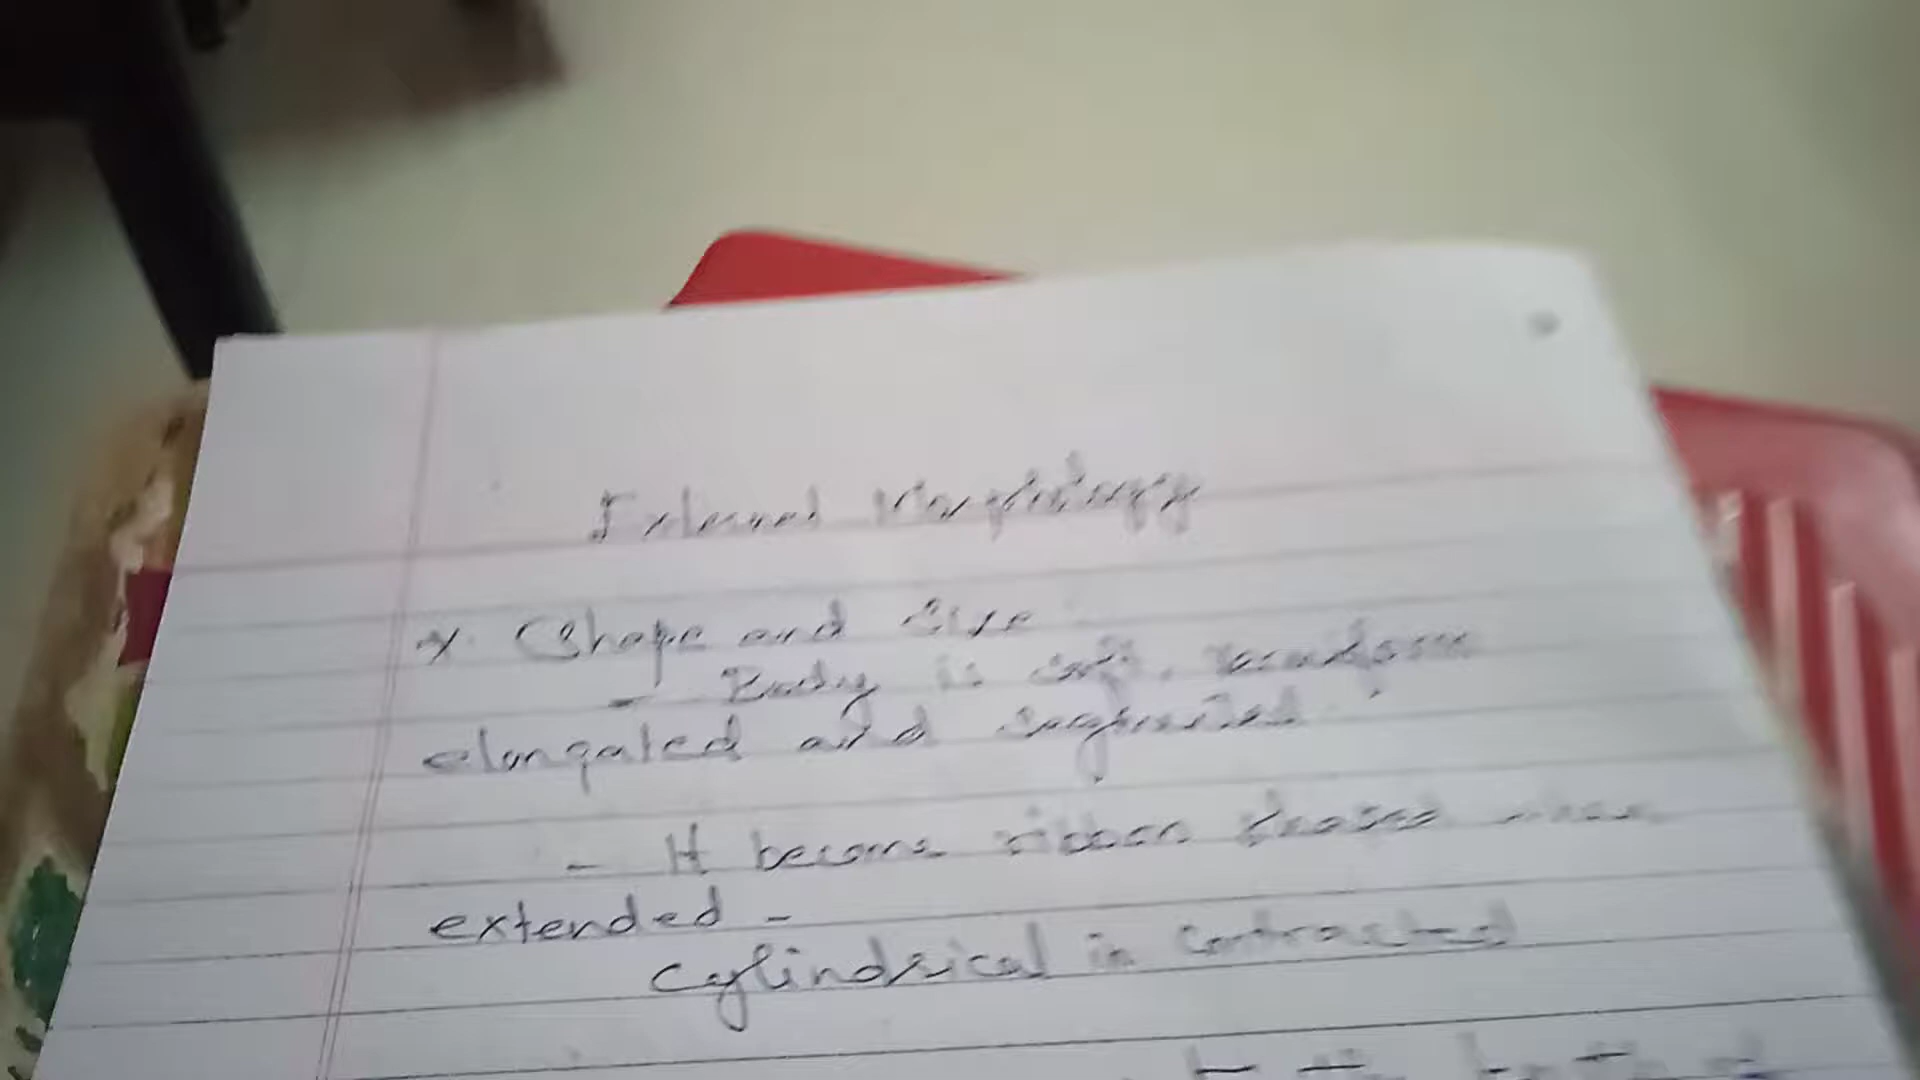 External Morphology
* Shape and Size
- Body is soft, vermiform
elongated and segmented.
- It become ribbon shaped when
extended -
cylindrical in contracted